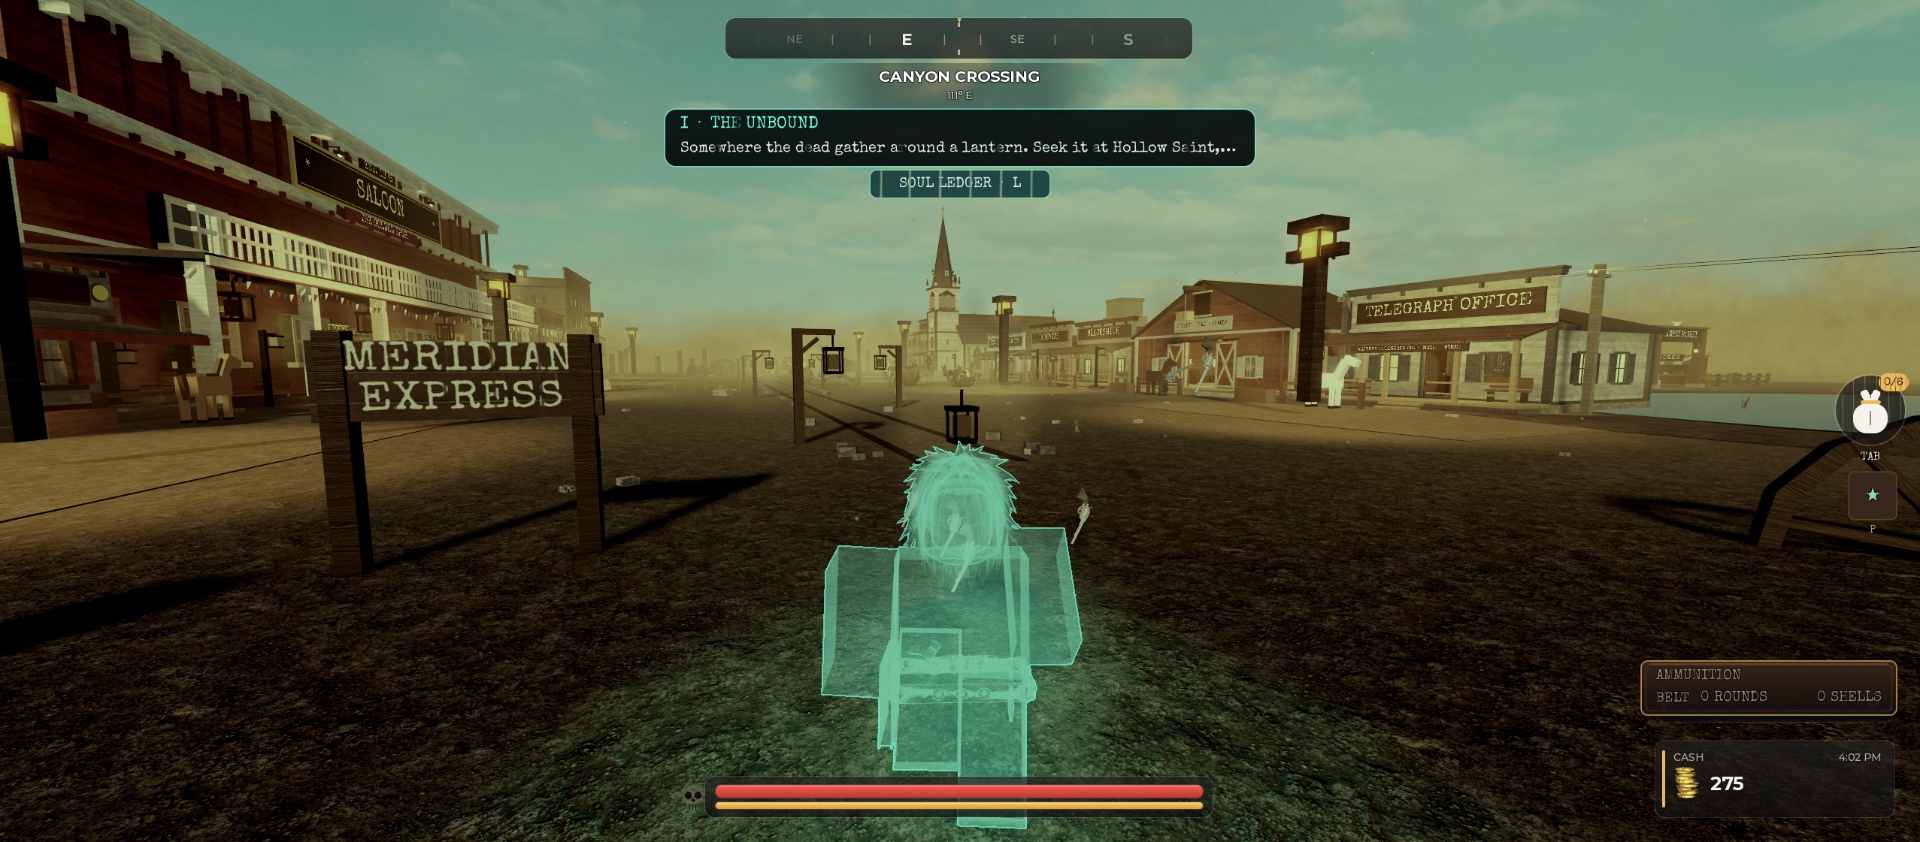 NE E SE S
CANYON CROSSING
111° E
I · THE UNBOUND
Somewhere the dead gather around a lantern. Seek it at Hollow Saint,...
SOUL LEDGER · L
SALOON
TELEGRAPH OFFICE
MERIDIAN
EXPRESS
0/6
TAB
P
AMMUNITION
BELT 0 ROUNDS 0 SHELLS
CASH 4:02 PM
275